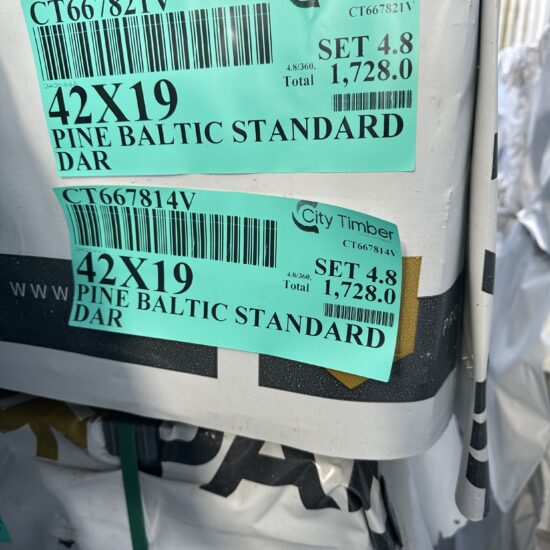 CT667821V
CT667821V
SET 4.8
4.8/360.
Total 1,728.0
42X19
PINE BALTIC STANDARD
DAR
CT667814V
City Timber
CT667814V
42X19
SET 4.8
4.8/360.
Total 1,728.0
WWW
PINE BALTIC STANDARD
DAR